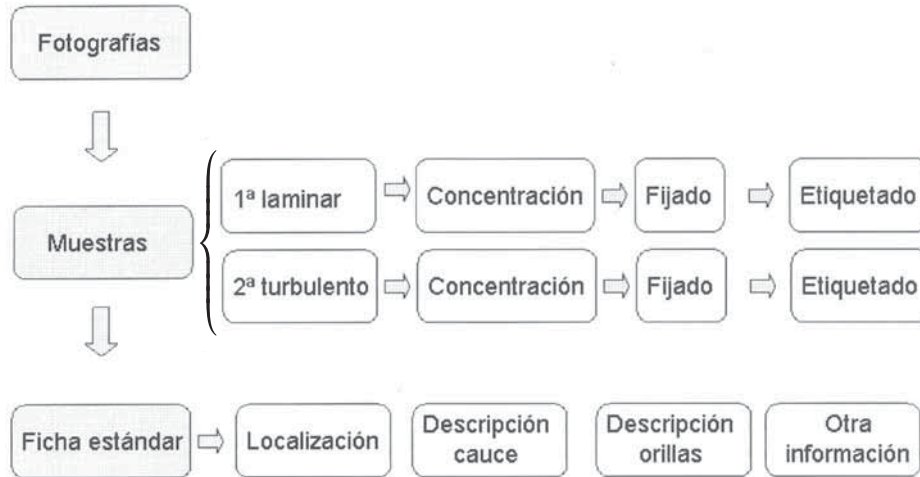 Fotografías
Muestras
1ª laminar
Concentración
Fijado
Etiquetado
2ª turbulento
Concentración
Fijado
Etiquetado
Ficha estándar
Localización
Descripción
cauce
Descripción
orillas
Otra
información